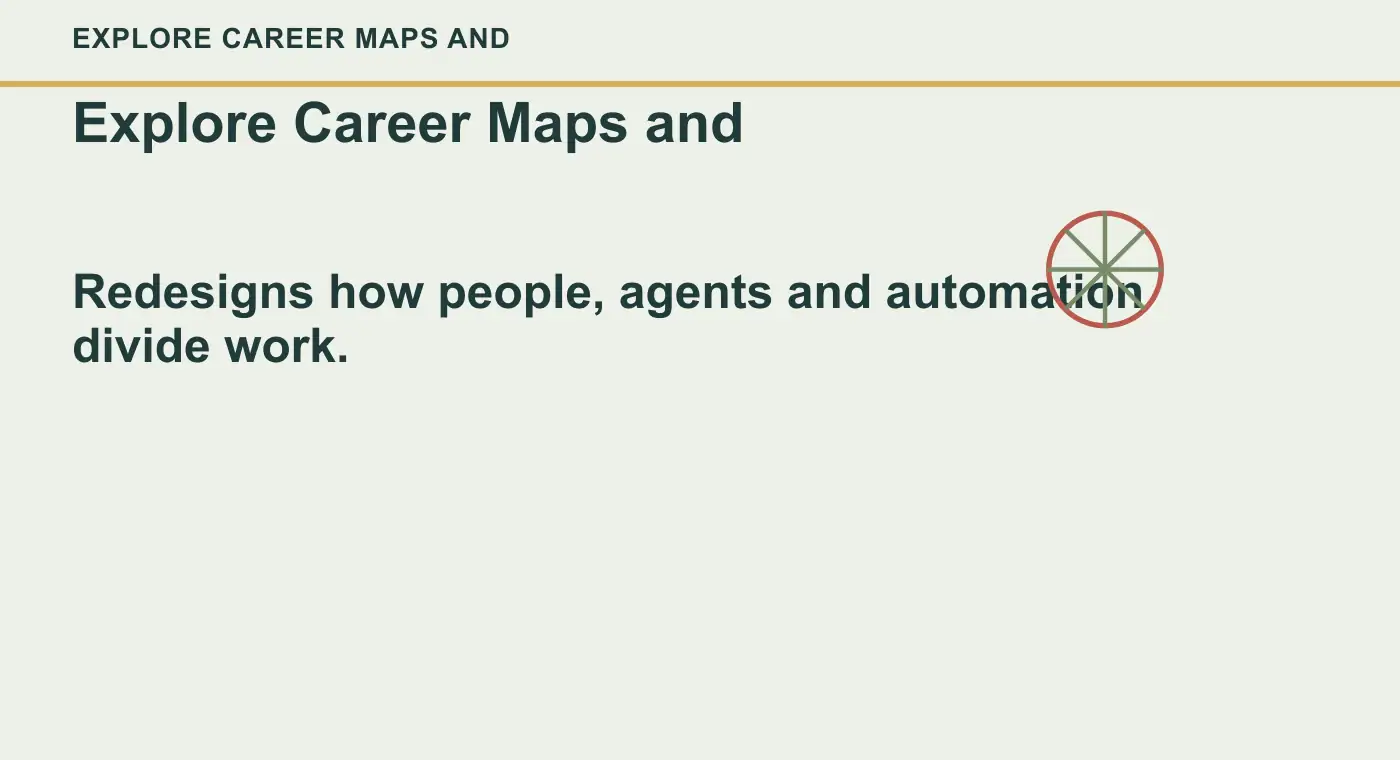 EXPLORE CAREER MAPS AND
Explore Career Maps and
Redesigns how people, agents and automation
divide work.